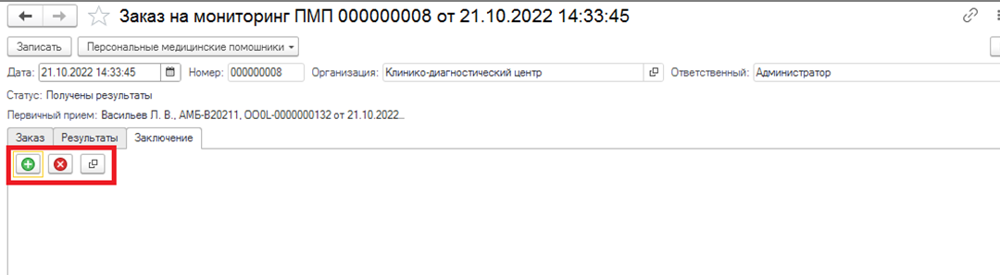 Заказ на мониторинг ПМП 000000008 от 21.10.2022 14:33:45
Записать Персональные медицинские помошники
Дата: 21.10.2022 14:33:45 Номер: 000000008 Организация: Клинико-диагностический центр Ответственный: Администратор
Статус: Получены результаты
Первичный прием: Васильев Л. В., АМБ-В20211, ОО0L-0000000132 от 21.10.2022...
Заказ Результаты Заключение